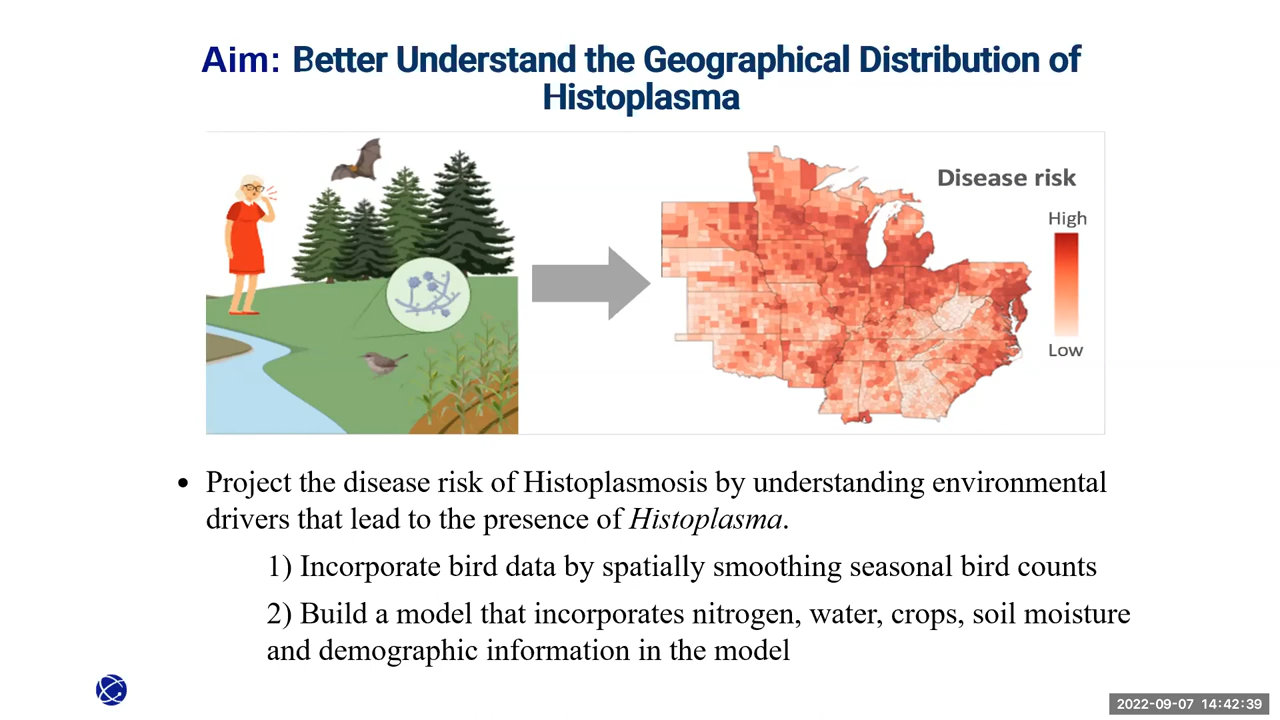 Aim: Better Understand the Geographical Distribution of
Histoplasma
Disease risk
High
Low
• Project the disease risk of Histoplasmosis by understanding environmental
drivers that lead to the presence of Histoplasma.
1) Incorporate bird data by spatially smoothing seasonal bird counts
2) Build a model that incorporates nitrogen, water, crops, soil moisture
and demographic information in the model
2022-09-07 14:42:39